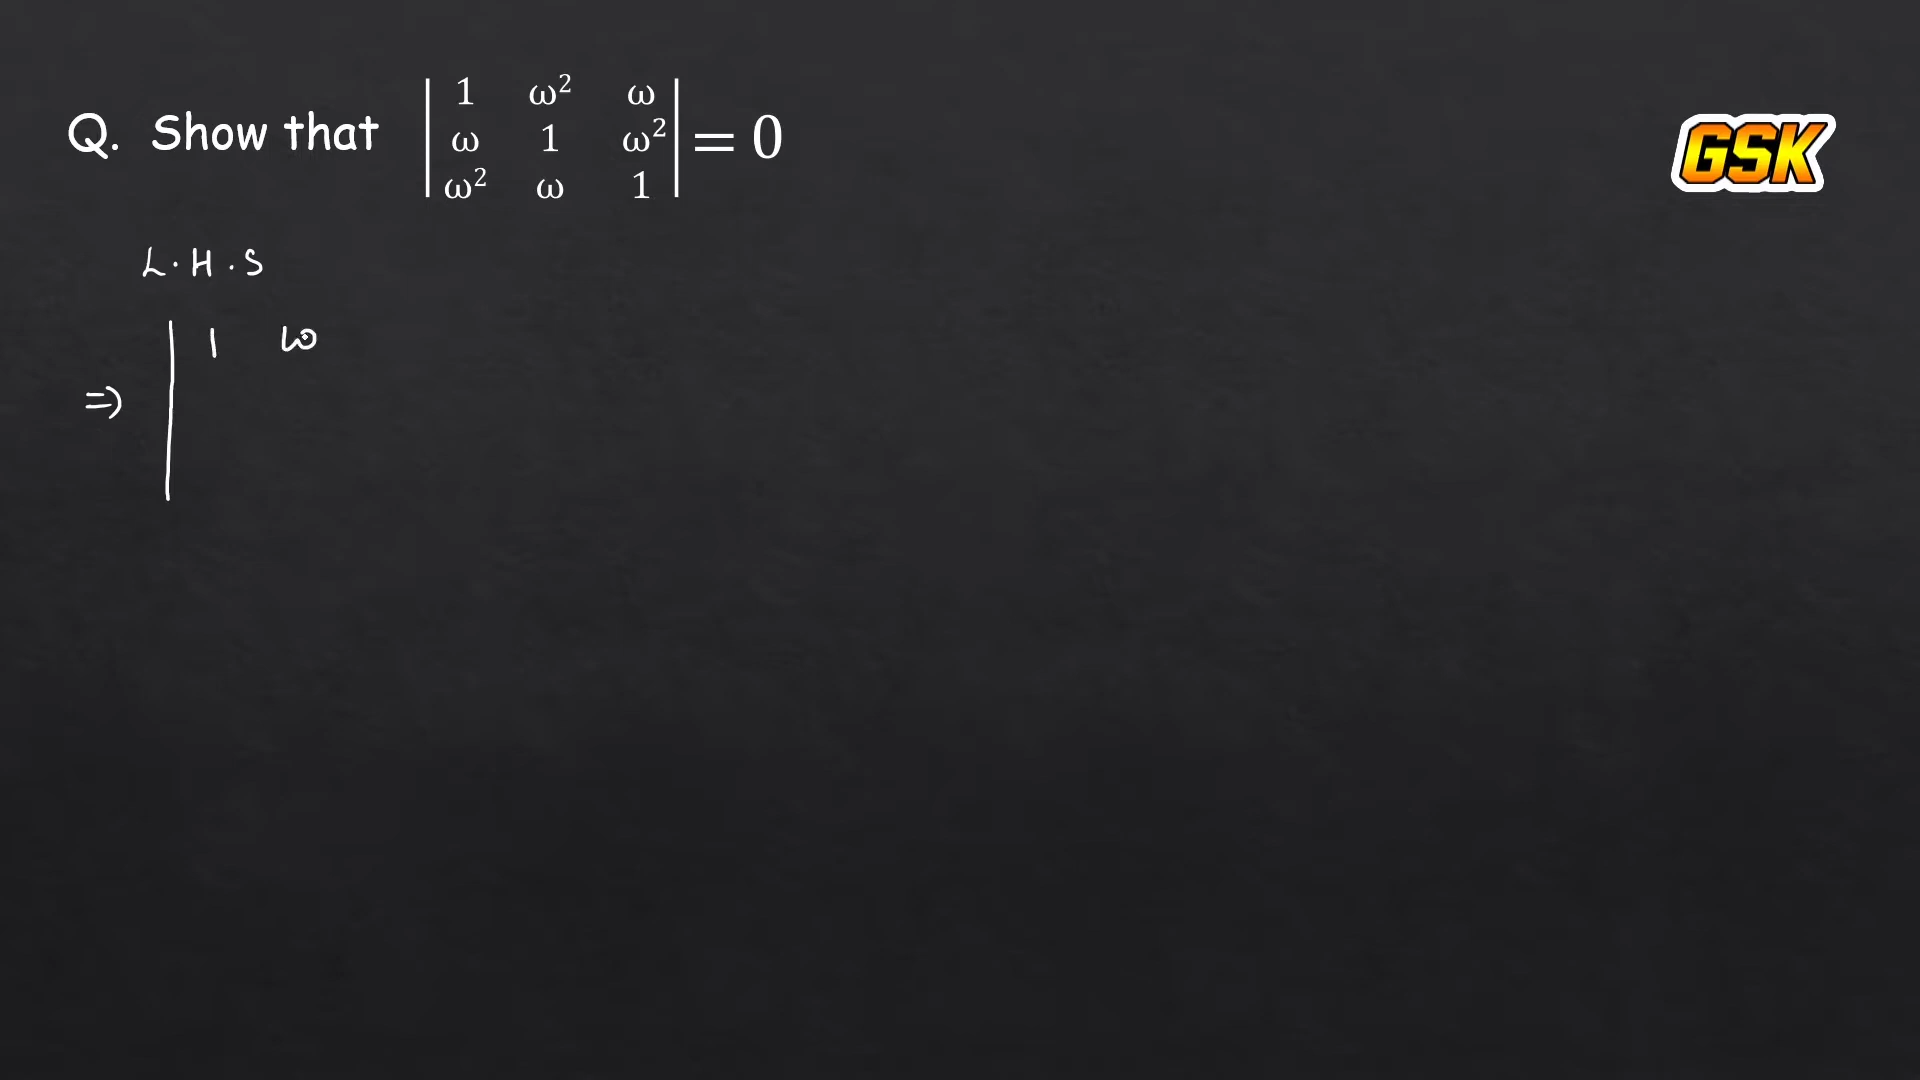 Q. Show that | 1 ω² ω |
| ω 1 ω² | = 0
| ω² ω 1 |
GSK
L.H.S
=> | 1 ω